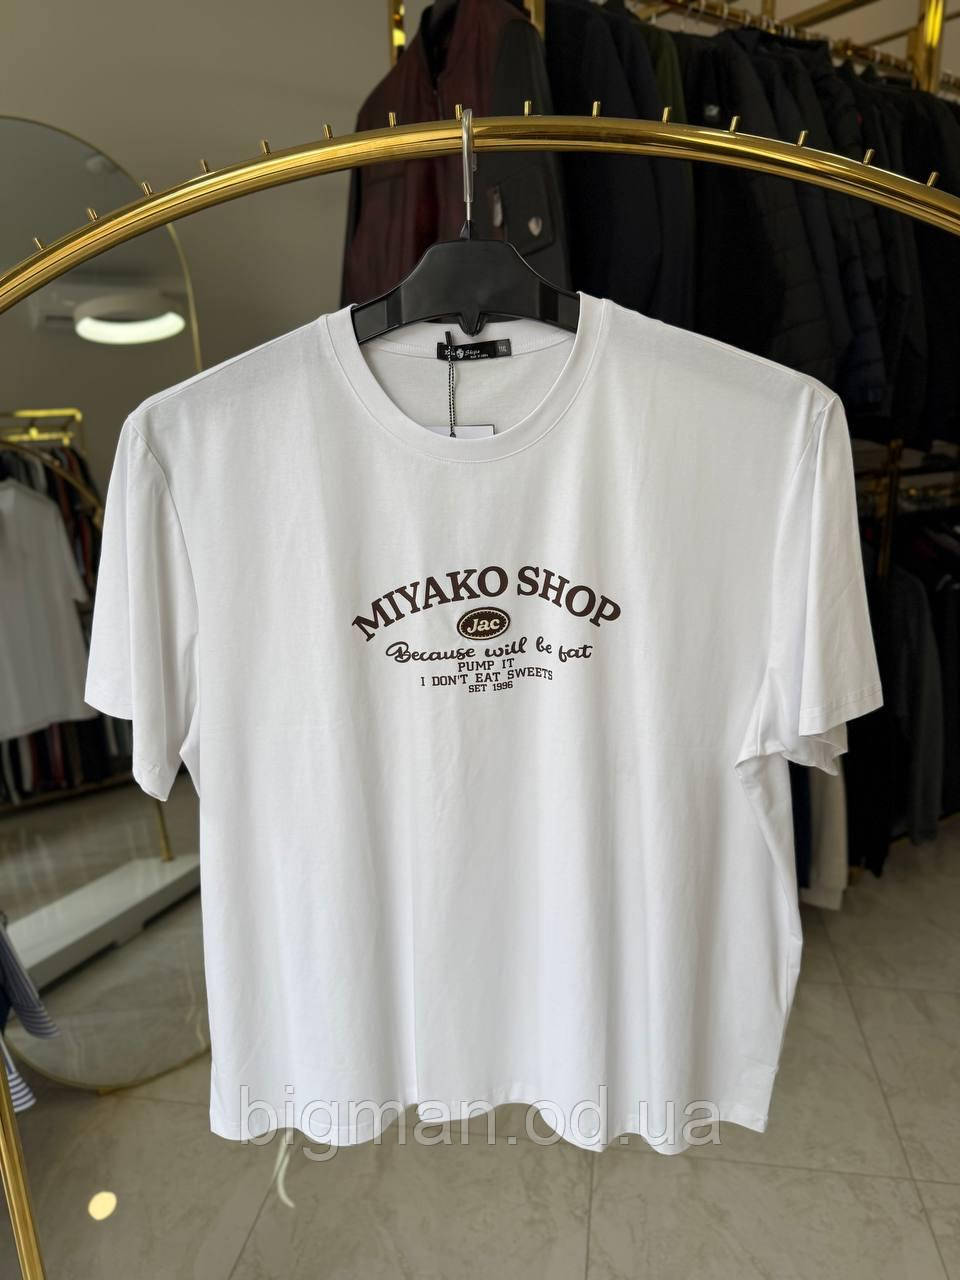 MIYAKO SHOP
Jac
Because will be fat
PUMP IT
I DON'T EAT SWEETS
SET 1996
bigman.od.ua